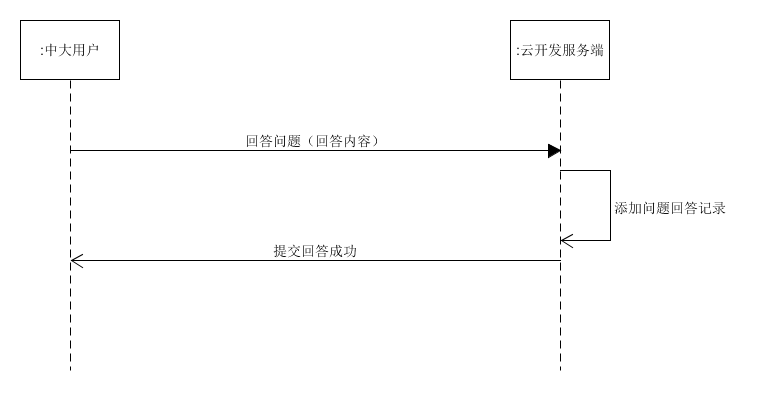 :中大用户
:云开发服务端
回答问题（回答内容）
添加问题回答记录
提交回答成功